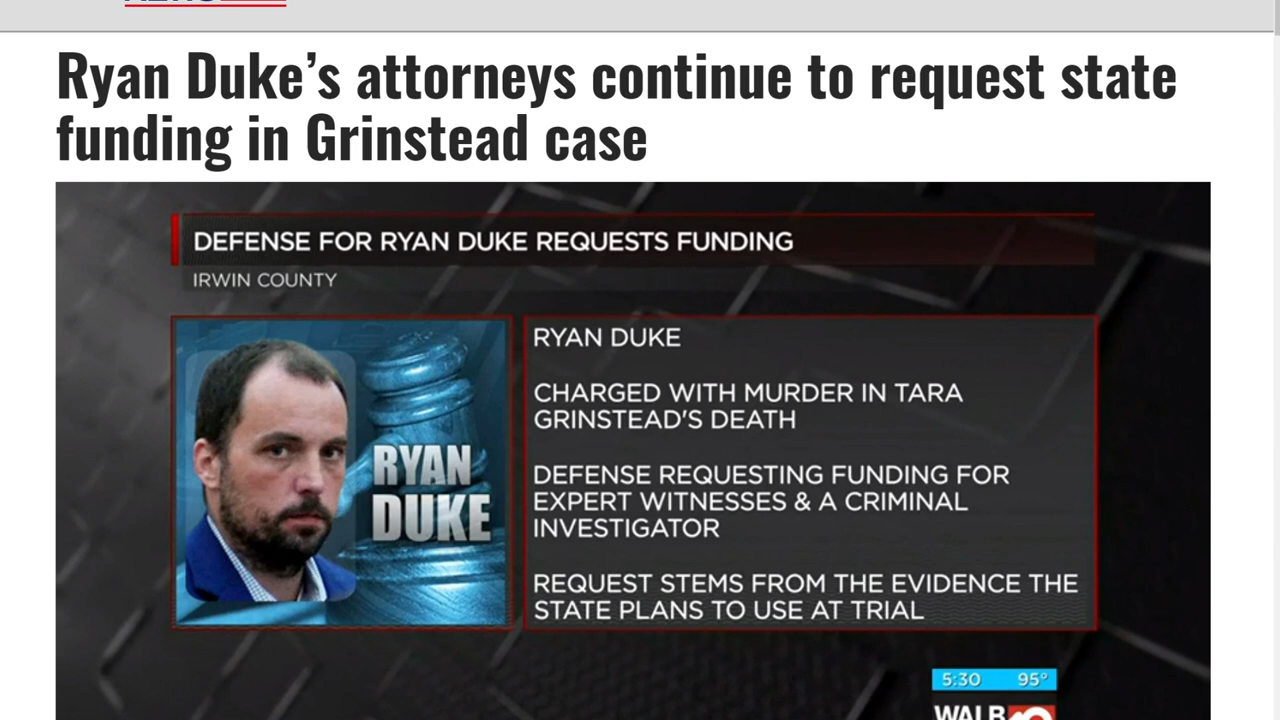 Ryan Duke’s attorneys continue to request state
funding in Grinstead case
DEFENSE FOR RYAN DUKE REQUESTS FUNDING
IRWIN COUNTY
RYAN
DUKE
RYAN DUKE
CHARGED WITH MURDER IN TARA
GRINSTEAD'S DEATH
DEFENSE REQUESTING FUNDING FOR
EXPERT WITNESSES & A CRIMINAL
INVESTIGATOR
REQUEST STEMS FROM THE EVIDENCE THE
STATE PLANS TO USE AT TRIAL
5:30 95°
WALB 10